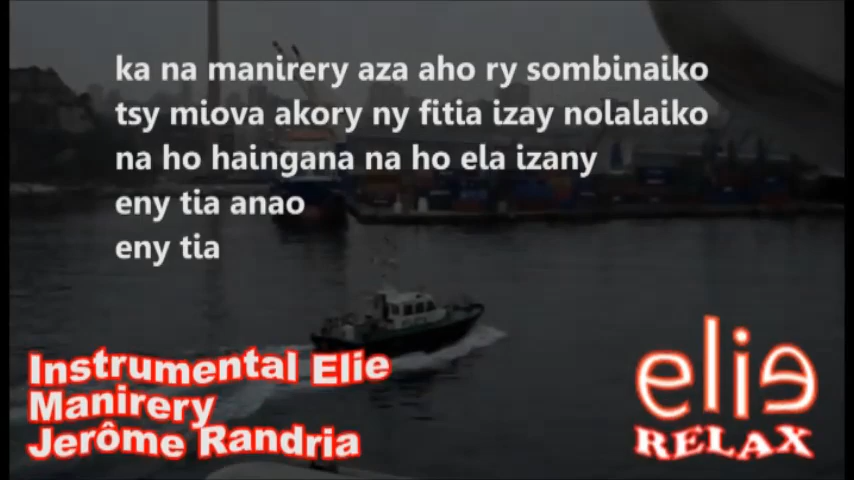 ka na manirery aza aho ry sombinaiko
tsy miova akory ny fitia izay nolalaiko
na ho haingana na ho ela izany
eny tia anao
eny tia
Instrumental Elie
Manirery
Jerôme Randria
elie
RELAX